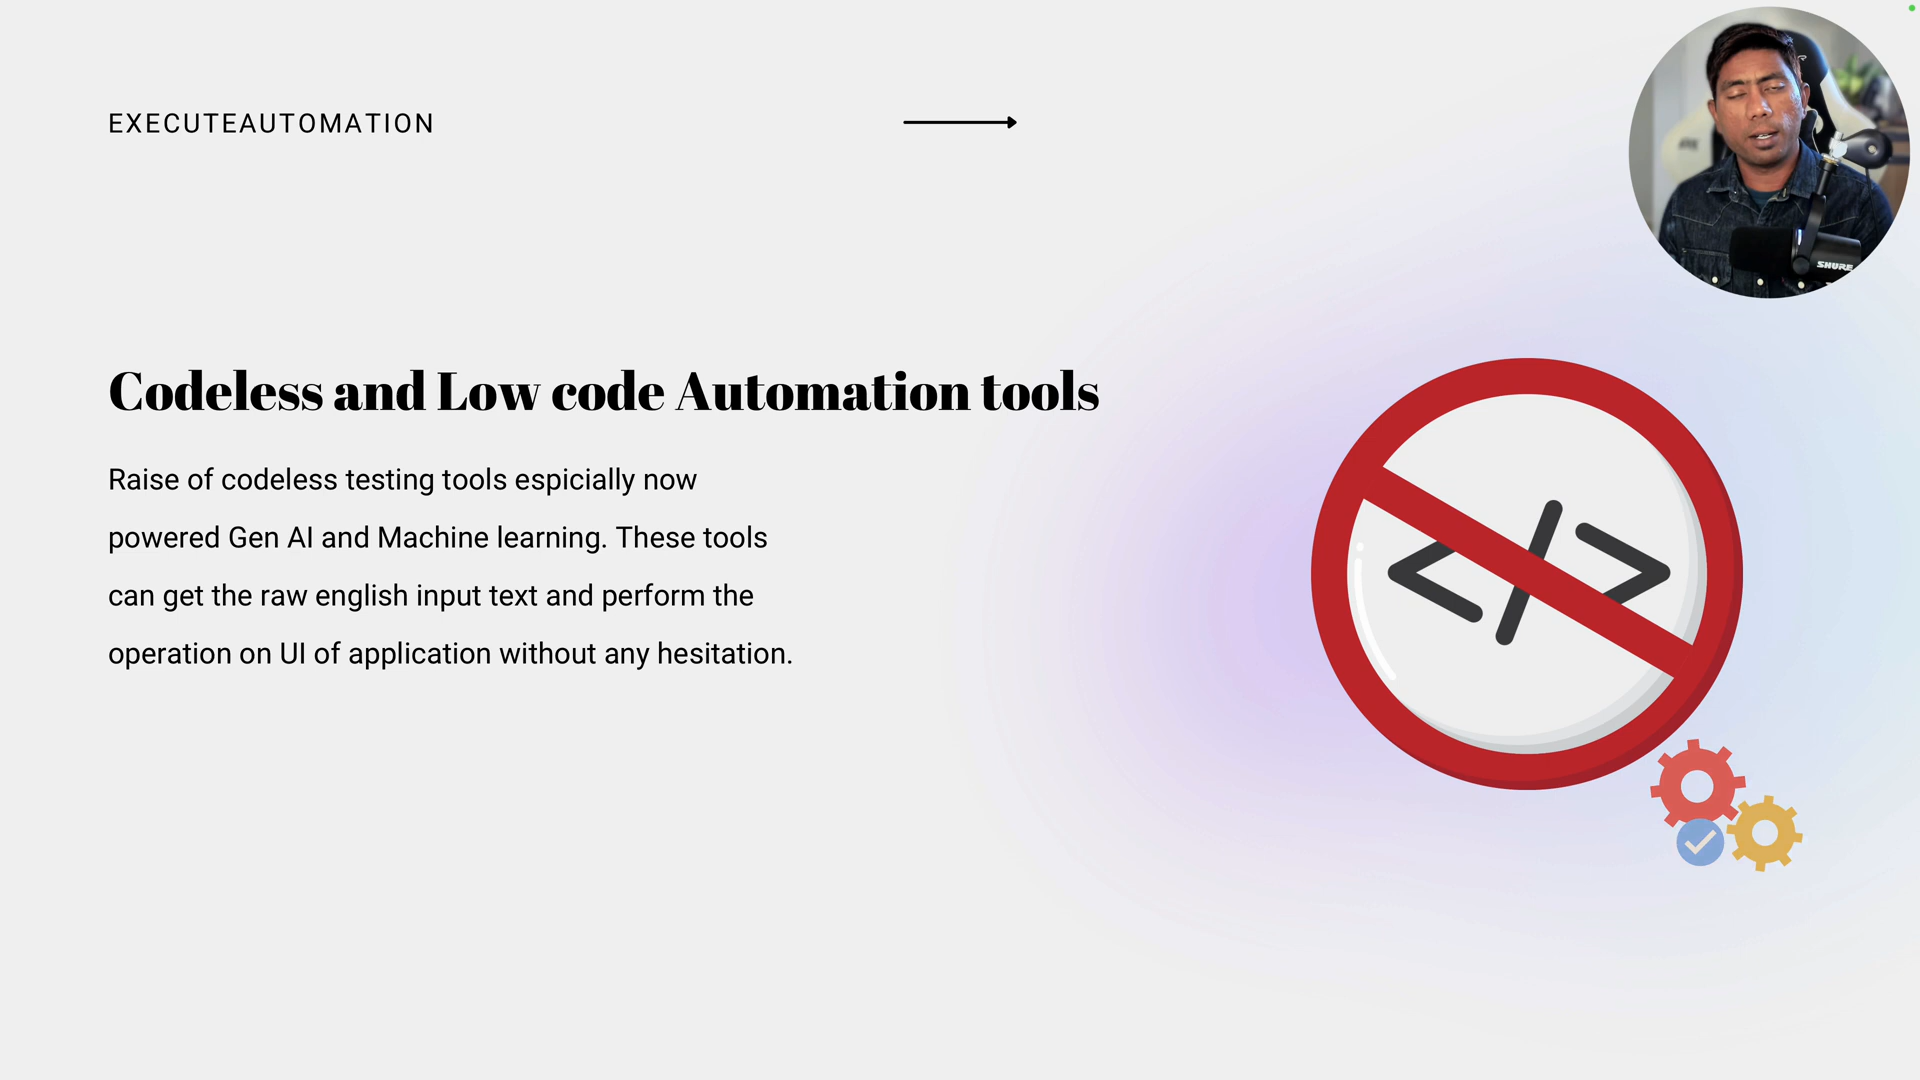 EXECUTEAUTOMATION
Codeless and Low code Automation tools
Raise of codeless testing tools espicially now
powered Gen AI and Machine learning. These tools
can get the raw english input text and perform the
operation on UI of application without any hesitation.
</>
SHURE